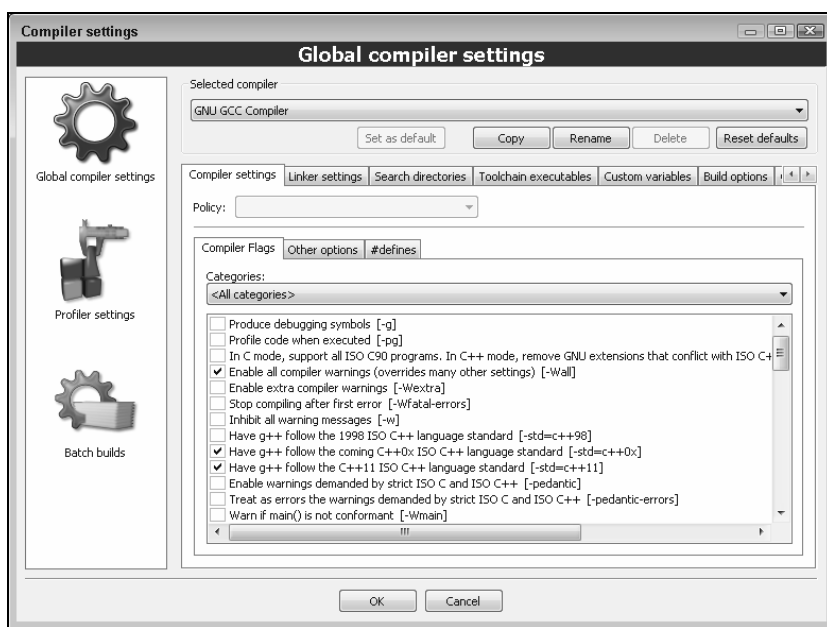 Compiler settings
Global compiler settings
Selected compiler
GNU GCC Compiler
Set as default
Copy
Rename
Delete
Reset defaults
Global compiler settings
Profiler settings
Batch builds
Compiler settings
Linker settings
Search directories
Toolchain executables
Custom variables
Build options
Policy:
Compiler Flags
Other options
#defines
Categories:
<All categories>
Produce debugging symbols [-g]
Profile code when executed [-pg]
In C mode, support all ISO C90 programs. In C++ mode, remove GNU extensions that conflict with ISO C+
Enable all compiler warnings (overrides many other settings) [-Wall]
Enable extra compiler warnings [-Wextra]
Stop compiling after first error [-Wfatal-errors]
Inhibit all warning messages [-w]
Have g++ follow the 1998 ISO C++ language standard [-std=c++98]
Have g++ follow the coming C++0x ISO C++ language standard [-std=c++0x]
Have g++ follow the C++11 ISO C++ language standard [-std=c++11]
Enable warnings demanded by strict ISO C and ISO C++ [-pedantic]
Treat as errors the warnings demanded by strict ISO C and ISO C++ [-pedantic-errors]
Warn if main() is not conformant [-Wmain]
OK
Cancel